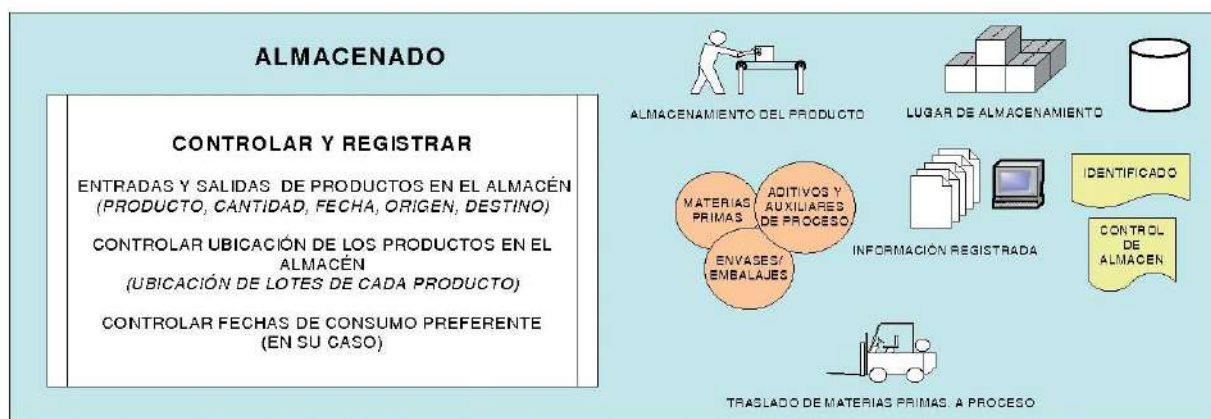 ALMACENADO
CONTROLAR Y REGISTRAR
ENTRADAS Y SALIDAS DE PRODUCTOS EN EL ALMACÉN
(PRODUCTO, CANTIDAD, FECHA, ORIGEN, DESTINO)
CONTROLAR UBICACIÓN DE LOS PRODUCTOS EN EL
ALMACÉN
(UBICACIÓN DE LOTES DE CADA PRODUCTO)
CONTROLAR FECHAS DE CONSUMO PREFERENTE
(EN SU CASO)
ALMACENAMIENTO DEL PRODUCTO
LUGAR DE ALMACENAMIENTO
MATERIAS
PRIMAS
ADITIVOS Y
AUXILIARES
DE PROCESO
ENVASES/
EMBALAJES
INFORMACIÓN REGISTRADA
IDENTIFICADO
CONTROL
DE
ALMACEN
TRASLADO DE MATERIAS PRIMAS. A PROCESO